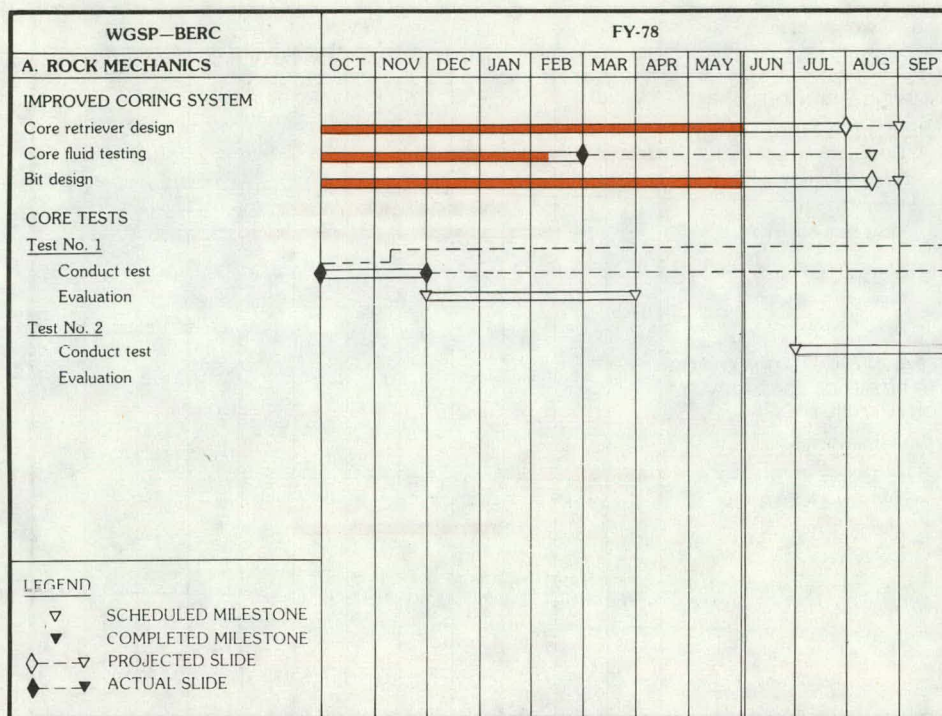 WGSP—BERC
FY-78
A. ROCK MECHANICS
OCT NOV DEC JAN FEB MAR APR MAY JUN JUL AUG SEP
IMPROVED CORING SYSTEM
Core retriever design
Core fluid testing
Bit design
CORE TESTS
Test No. 1
Conduct test
Evaluation
Test No. 2
Conduct test
Evaluation
LEGEND
SCHEDULED MILESTONE
COMPLETED MILESTONE
PROJECTED SLIDE
ACTUAL SLIDE